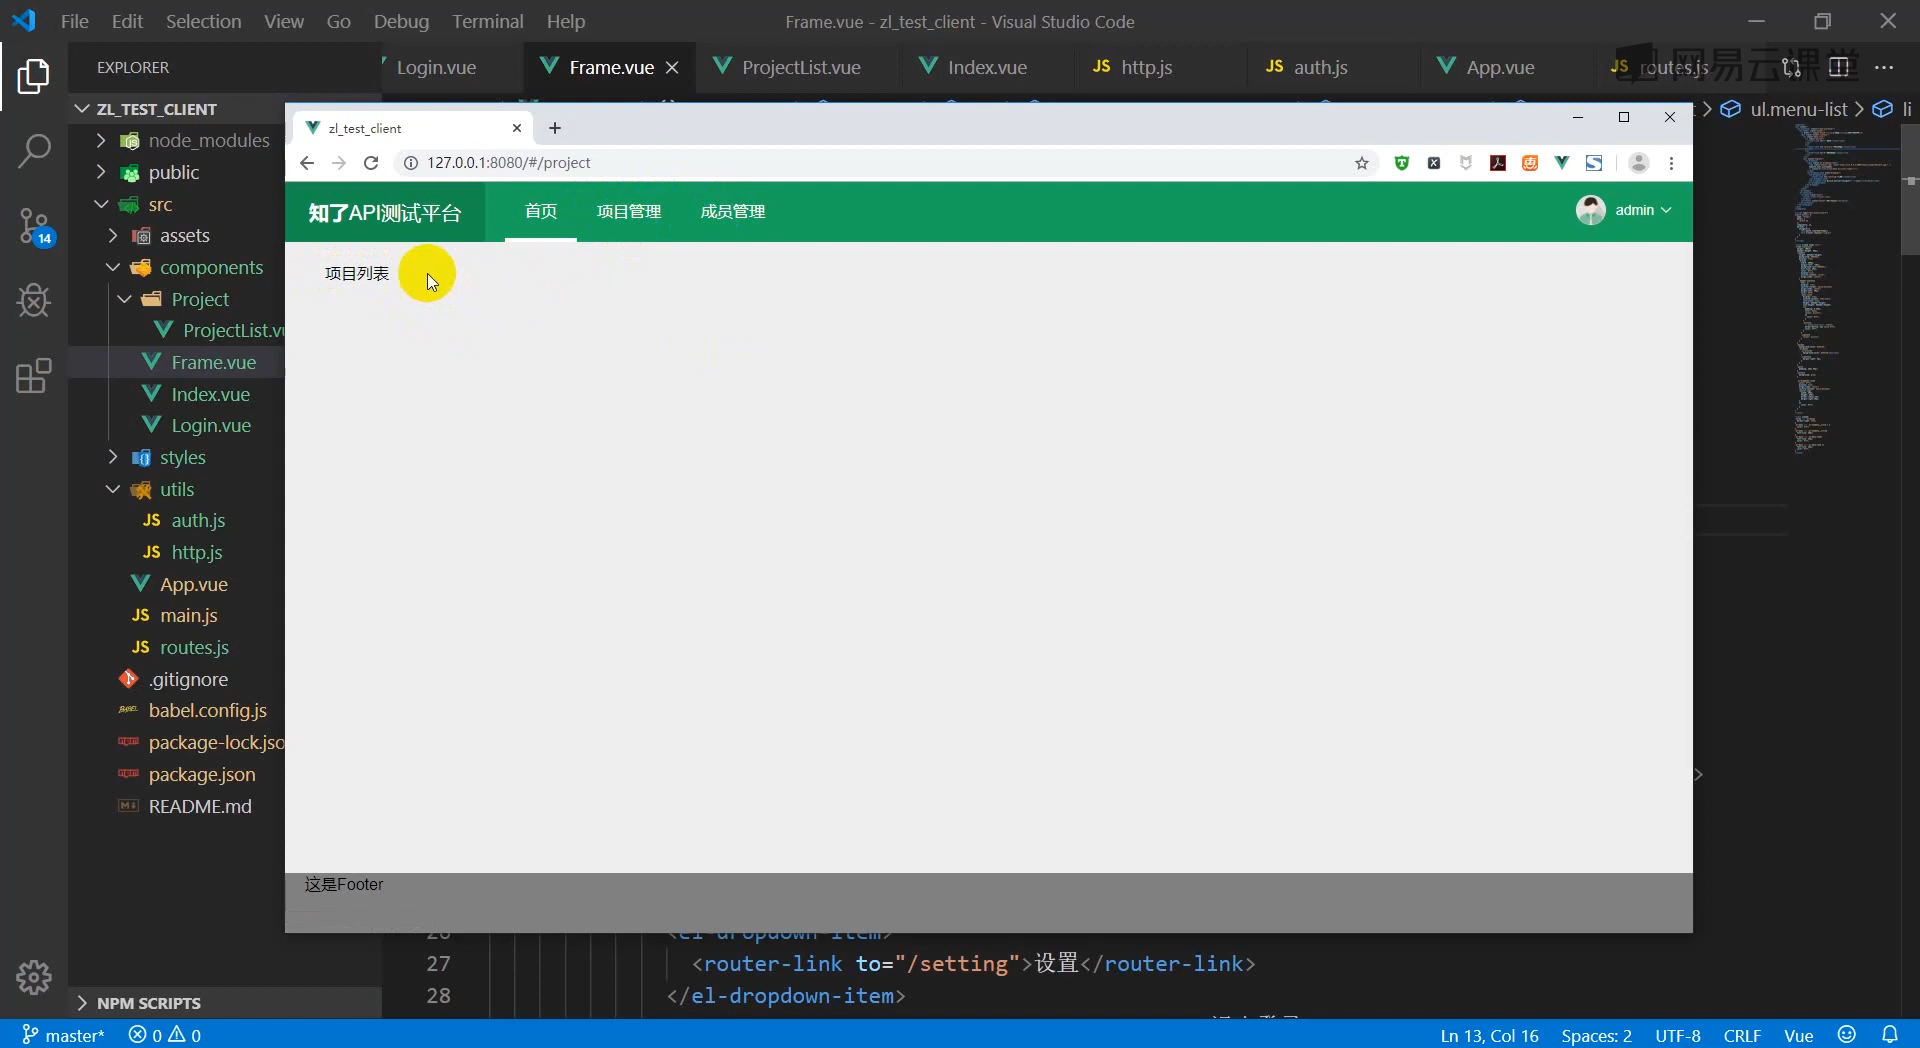 File Edit Selection View Go Debug Terminal Help
Frame.vue - zl_test_client - Visual Studio Code
EXPLORER
Login.vue
Frame.vue
ProjectList.vue
Index.vue
JS http.js
JS auth.js
App.vue
JS routes.js
网易云课堂
ul.menu-list
li
ZL_TEST_CLIENT
node_modules
public
src
assets
components
Project
ProjectList.vu
Frame.vue
Index.vue
Login.vue
styles
utils
JS auth.js
JS http.js
App.vue
JS main.js
JS routes.js
.gitignore
babel.config.js
package-lock.jso
package.json
README.md
NPM SCRIPTS
14
zl_test_client
127.0.0.1:8080/#/project
知了API测试平台
首页
项目管理
成员管理
admin
项目列表
这是Footer
26 <el-dropdown-item>
27 <router-link to="/setting">设置</router-link>
28 </el-dropdown-item>
master* 0 0
Ln 13, Col 16 Spaces: 2 UTF-8 CRLF Vue